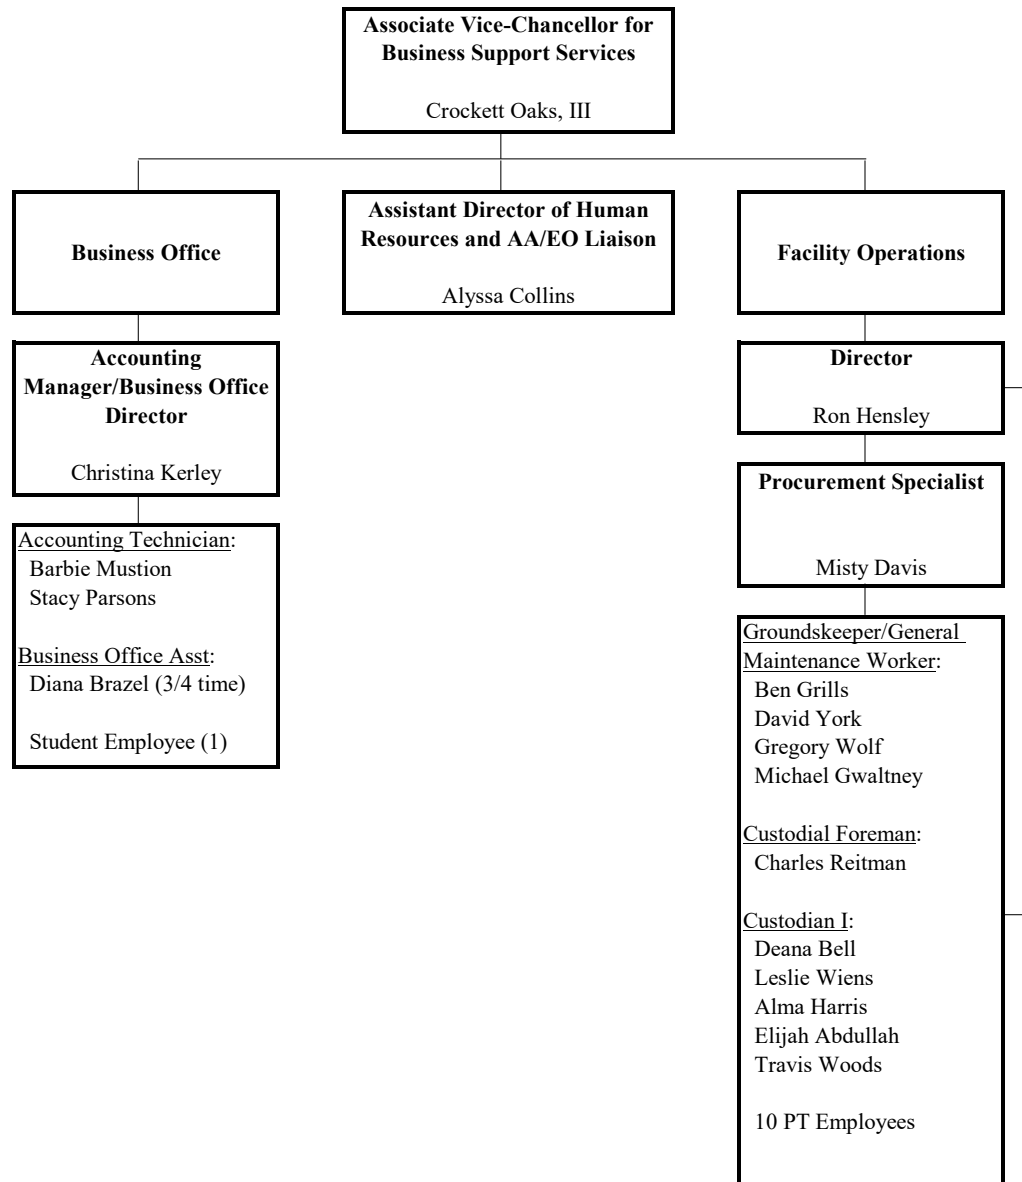 Associate Vice-Chancellor for
Business Support Services
Crockett Oaks, III
Business Office
Assistant Director of Human
Resources and AA/EO Liaison
Alyssa Collins
Facility Operations
Accounting
Manager/Business Office
Director
Christina Kerley
Director
Ron Hensley
Procurement Specialist
Misty Davis
Accounting Technician:
Barbie Mustion
Stacy Parsons
Business Office Asst:
Diana Brazel (3/4 time)
Student Employee (1)
Groundskeeper/General
Maintenance Worker:
Ben Grills
David York
Gregory Wolf
Michael Gwaltney
Custodial Foreman:
Charles Reitman
Custodian I:
Deana Bell
Leslie Wiens
Alma Harris
Elijah Abdullah
Travis Woods
10 PT Employees